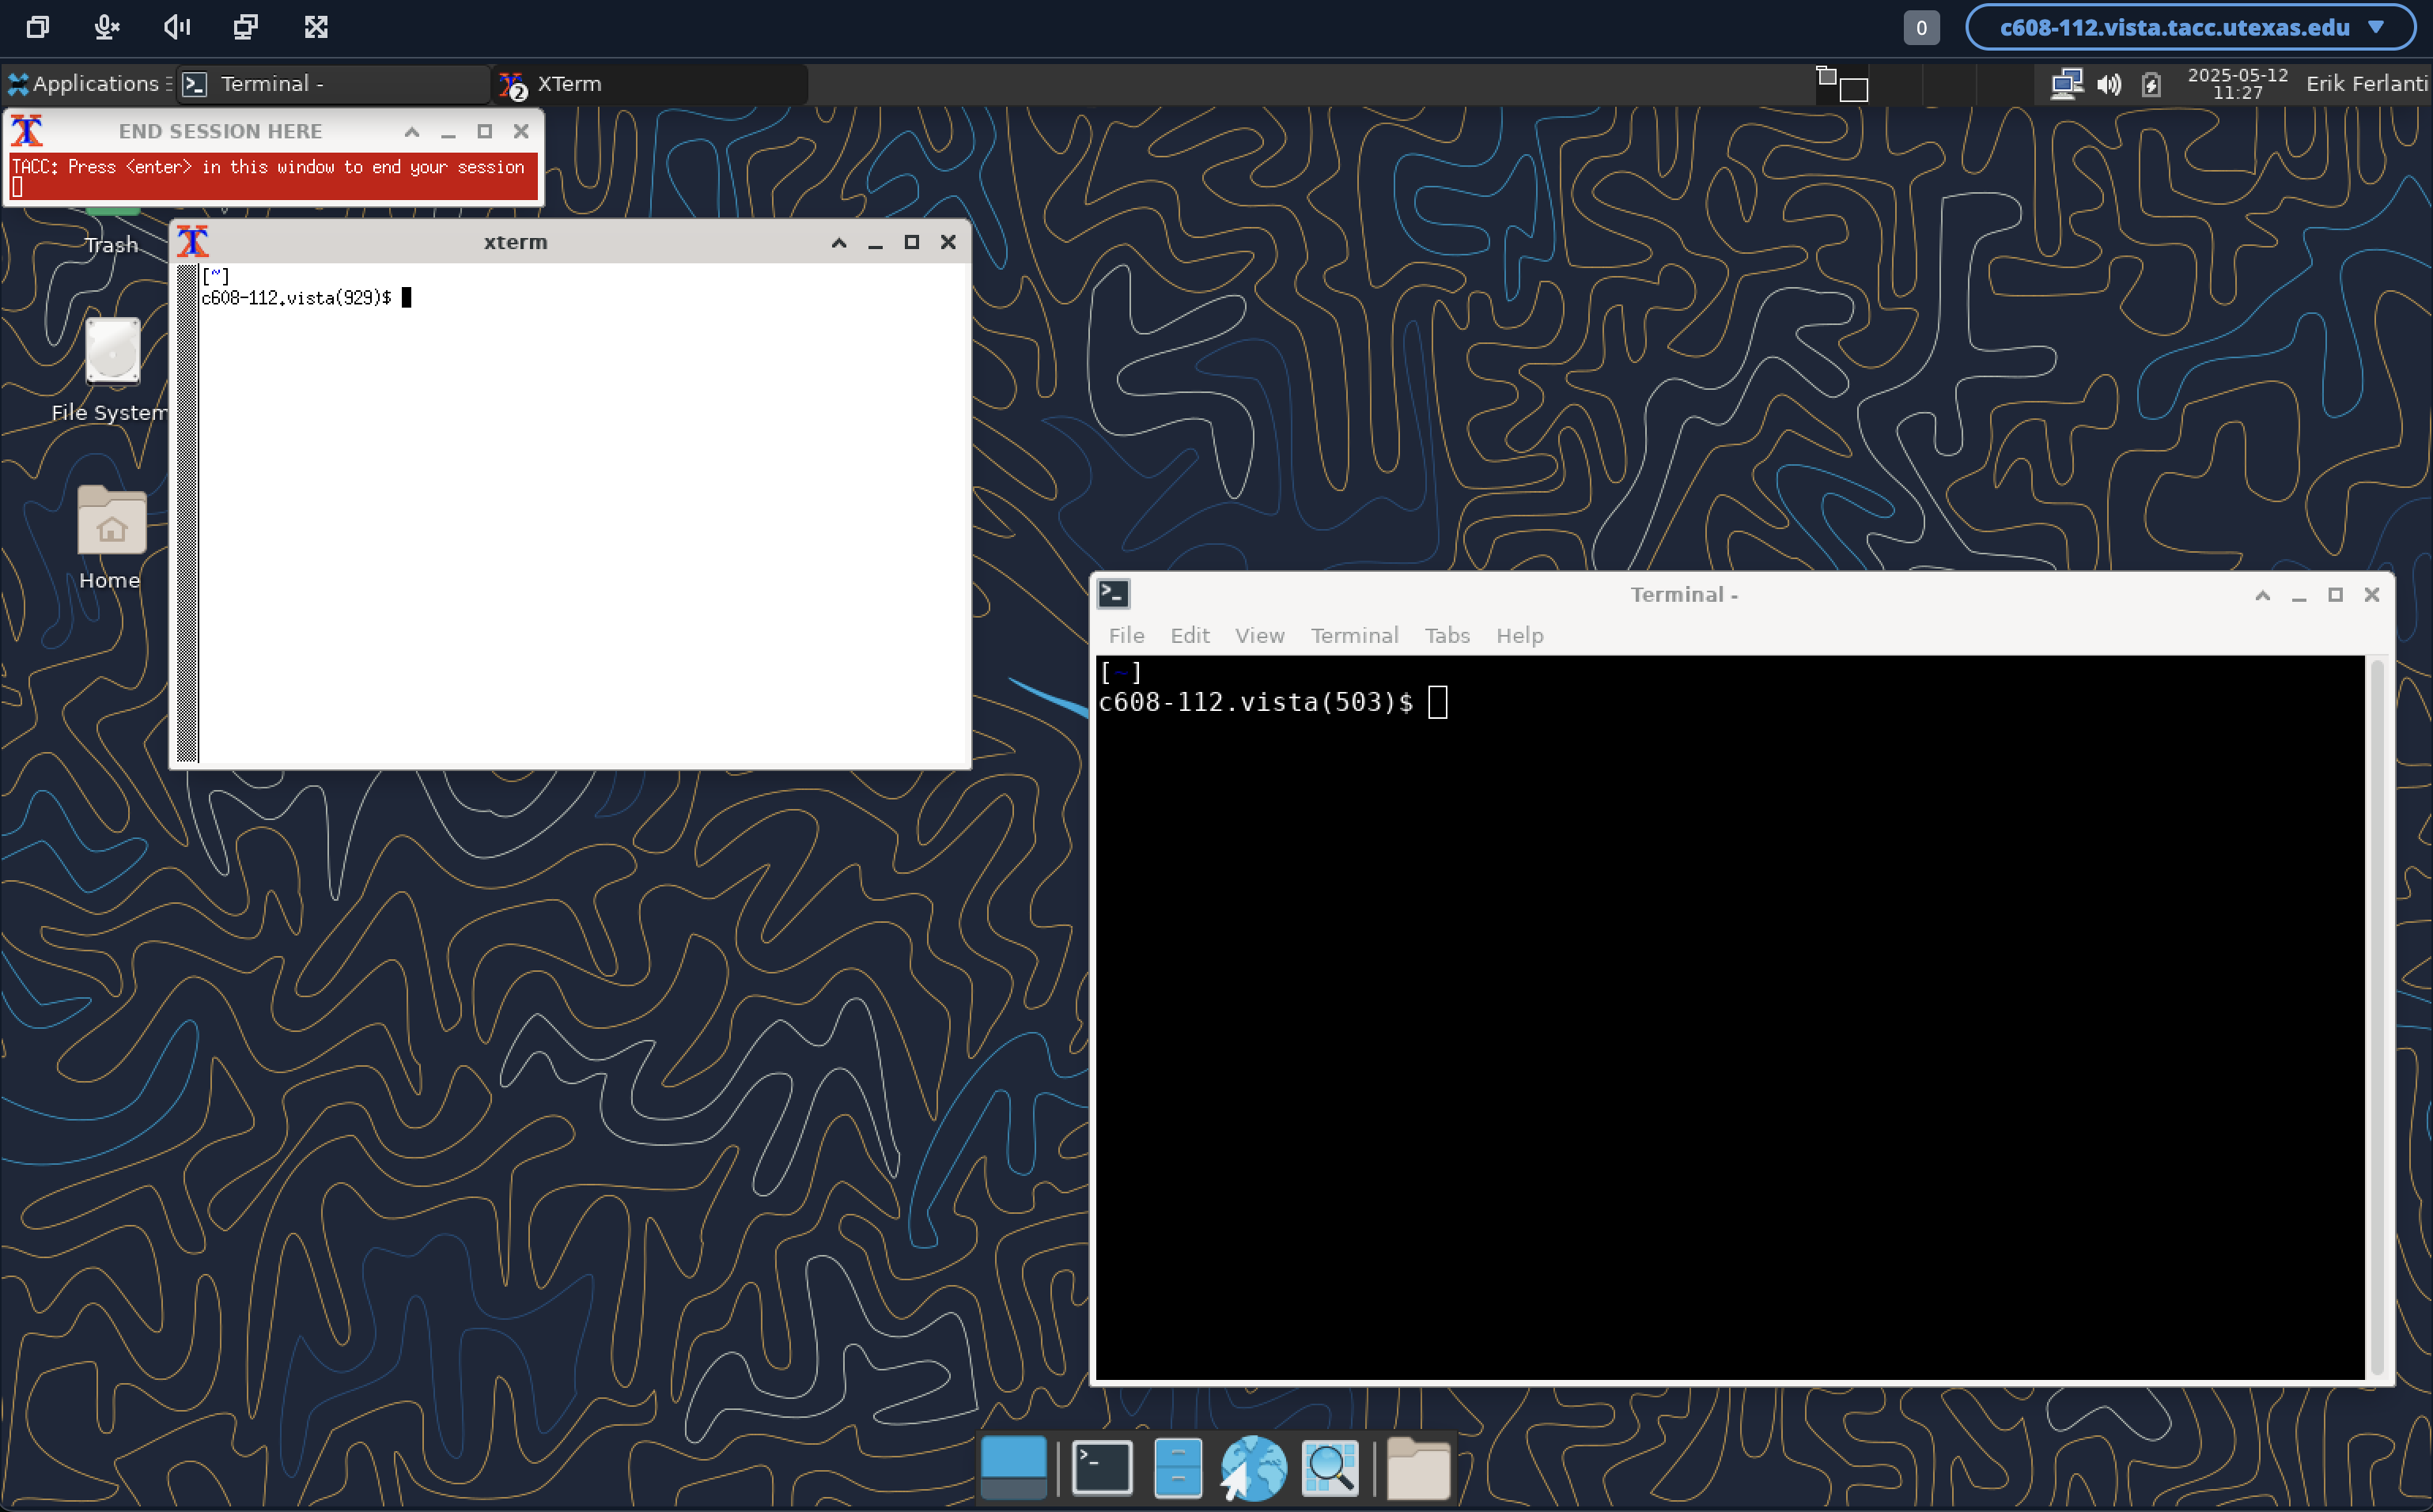 0
c608-112.vista.tacc.utexas.edu
Applications
Terminal -
2 XTerm
2025-05-12
11:27
Erik Ferlanti
END SESSION HERE
TACC: Press <enter> in this window to end your session
Trash
xterm
[~]
c608-112.vista(929)$
File System
Home
Terminal -
File Edit View Terminal Tabs Help
[~]
c608-112.vista(503)$